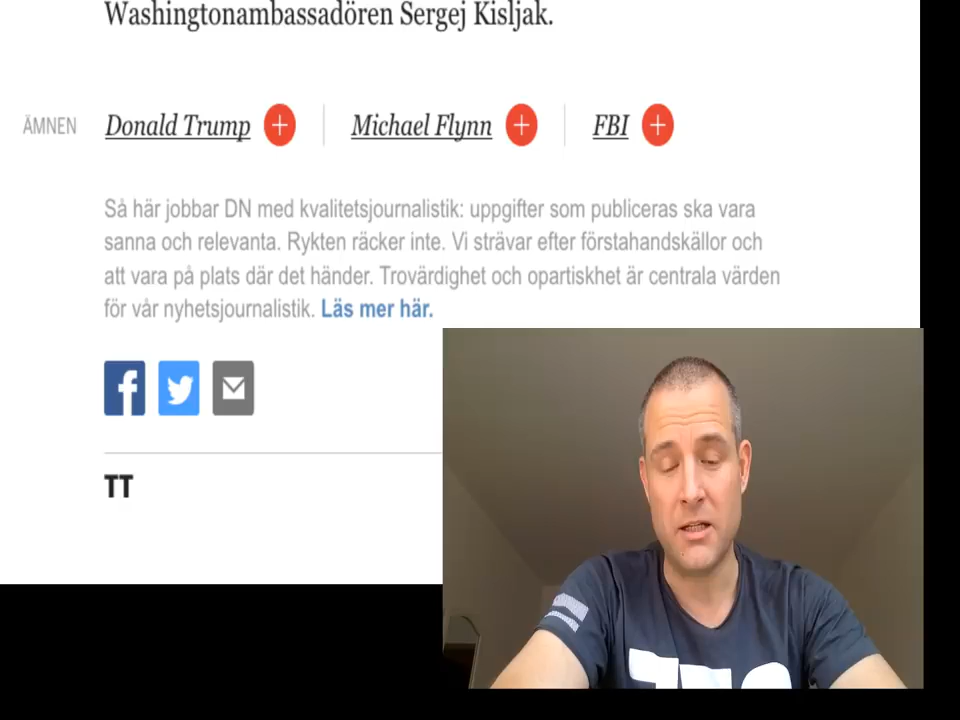 Washingtonambassadören Sergej Kisljak.
ÄMNEN Donald Trump Michael Flynn FBI
Så här jobbar DN med kvalitetsjournalistik: uppgifter som publiceras ska vara
sanna och relevanta. Rykten räcker inte. Vi strävar efter förstahandskällor och
att vara på plats där det händer. Trovärdighet och opartiskhet är centrala värden
för vår nyhetsjournalistik. Läs mer här.
TT